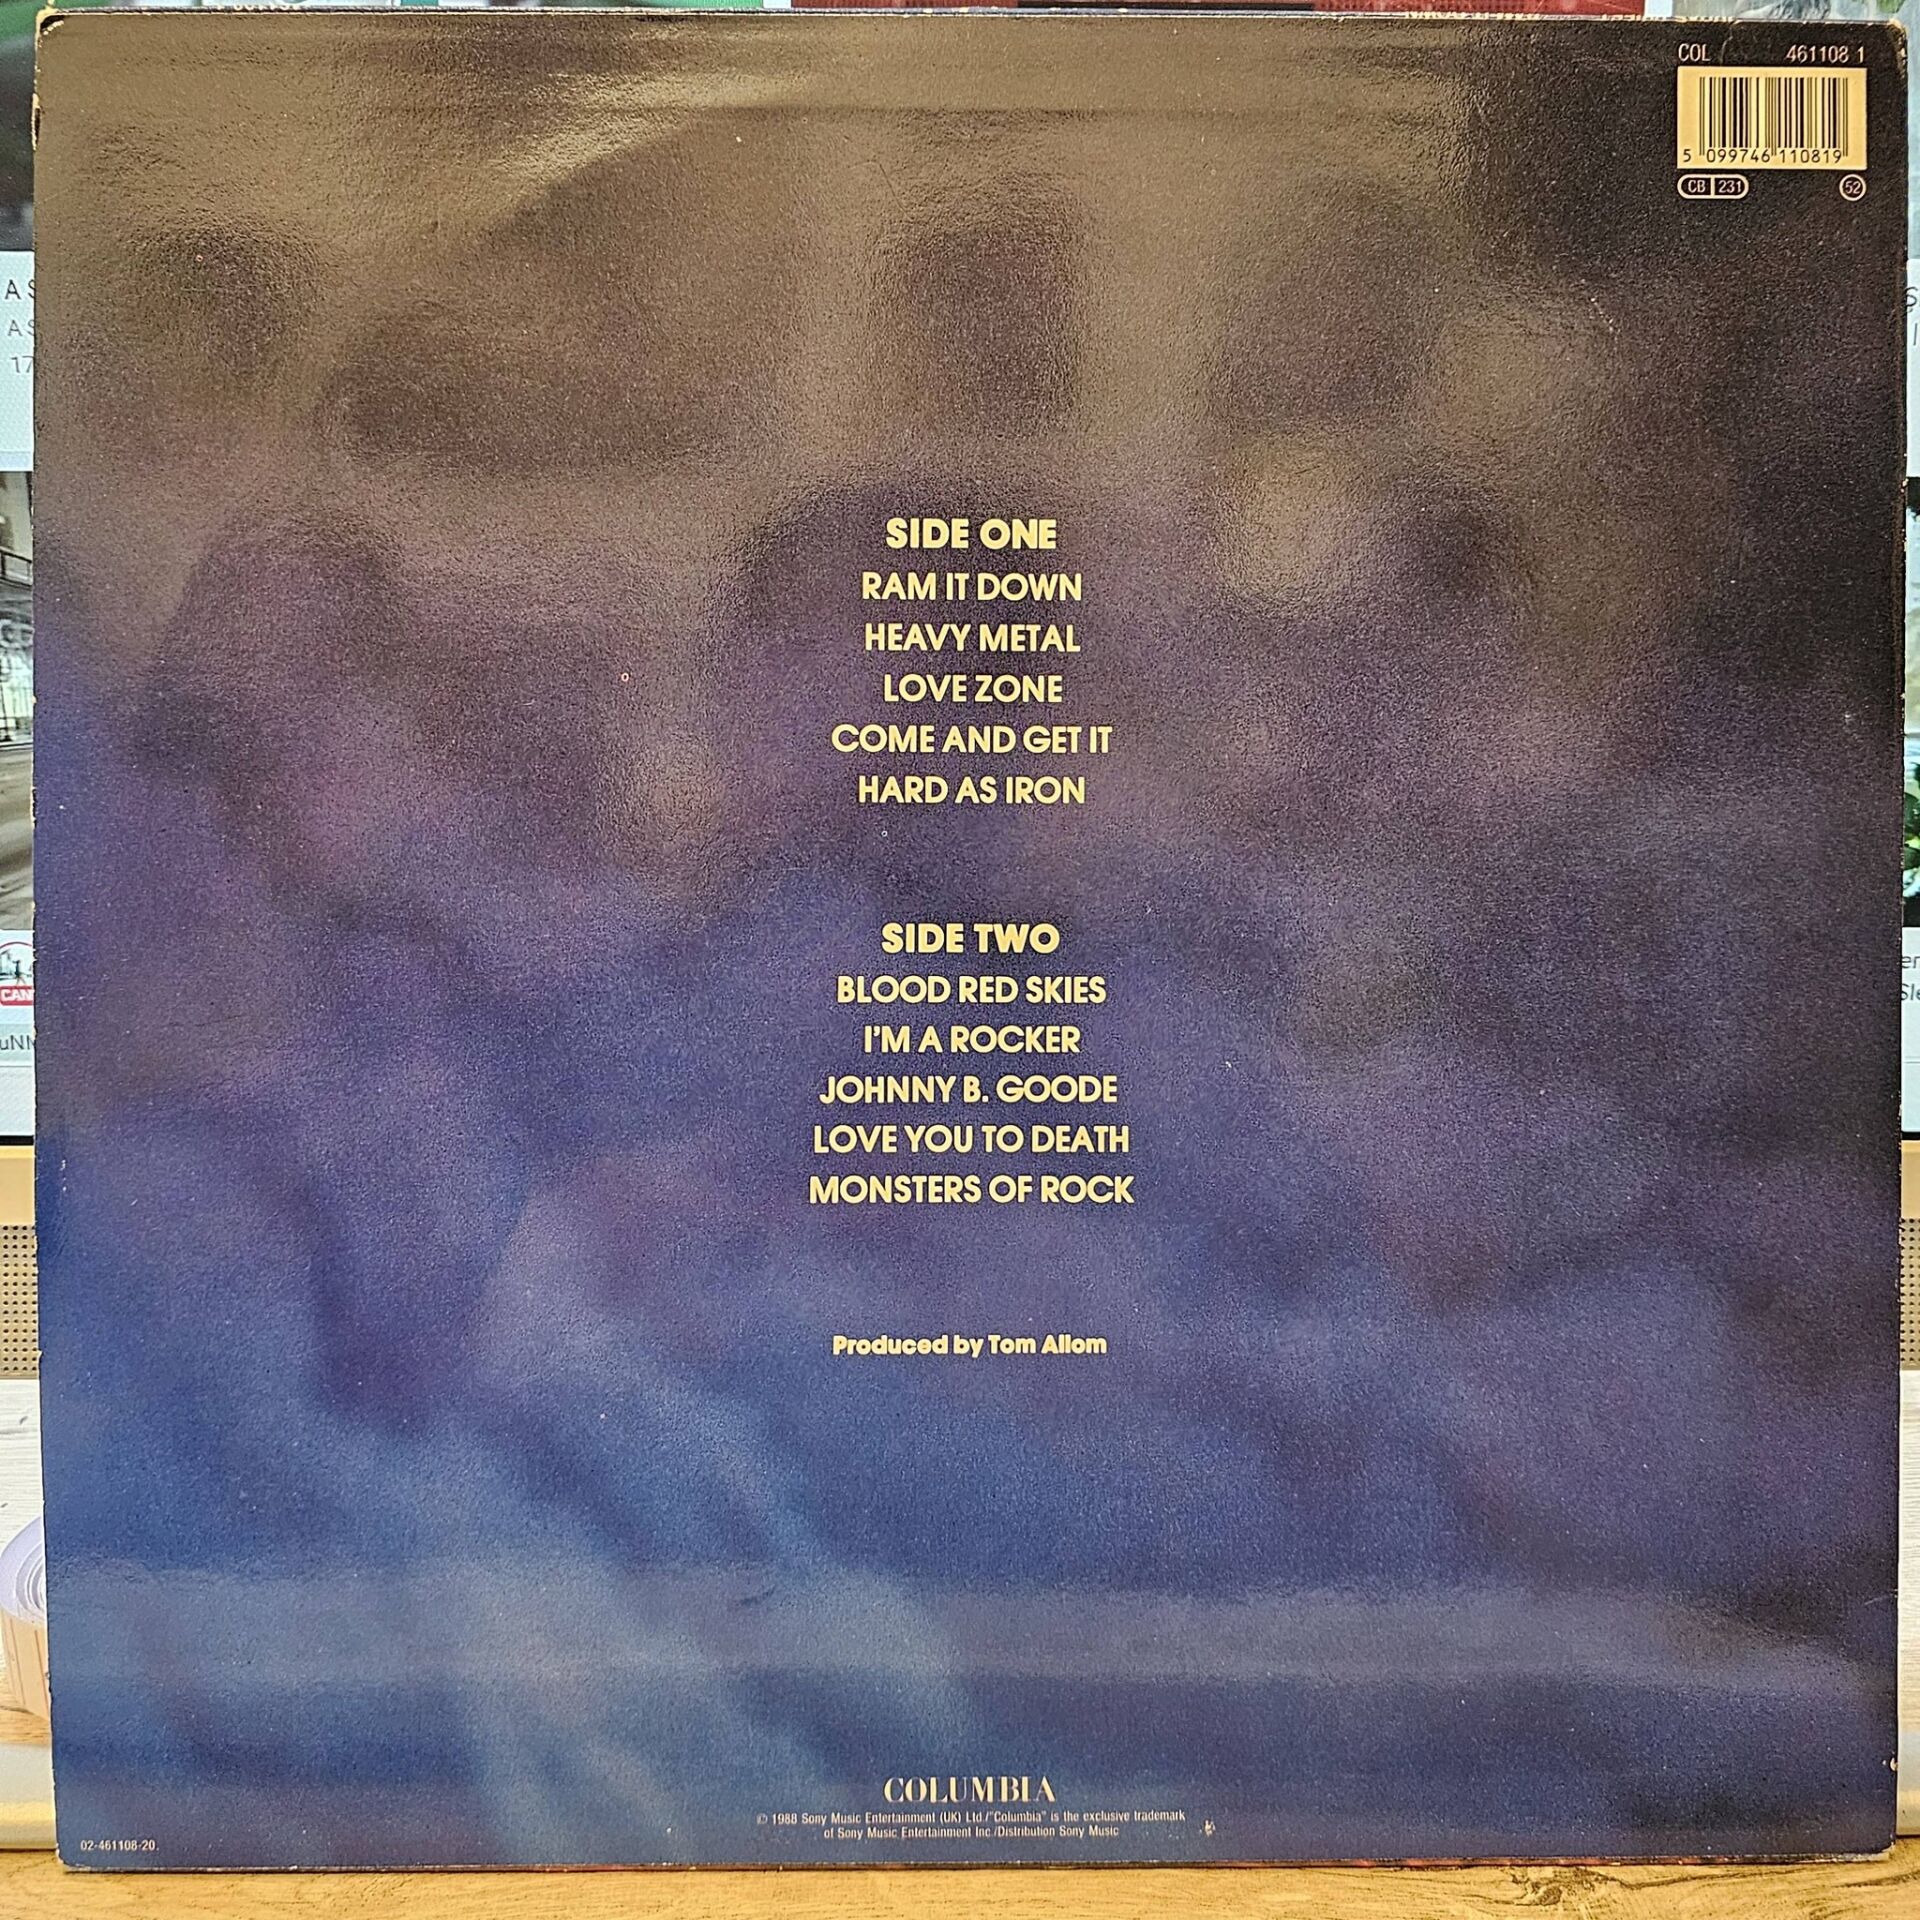 COL 461108 1
5 099746 110819
CB 231 52
SIDE ONE
RAM IT DOWN
HEAVY METAL
LOVE ZONE
COME AND GET IT
HARD AS IRON
SIDE TWO
BLOOD RED SKIES
I'M A ROCKER
JOHNNY B. GOODE
LOVE YOU TO DEATH
MONSTERS OF ROCK
Produced by Tom Allom
COLUMBIA
℗ 1988 Sony Music Entertainment (UK) Ltd./"Columbia" is the exclusive trademark
of Sony Music Entertainment Inc./Distribution Sony Music
02-461108-20.